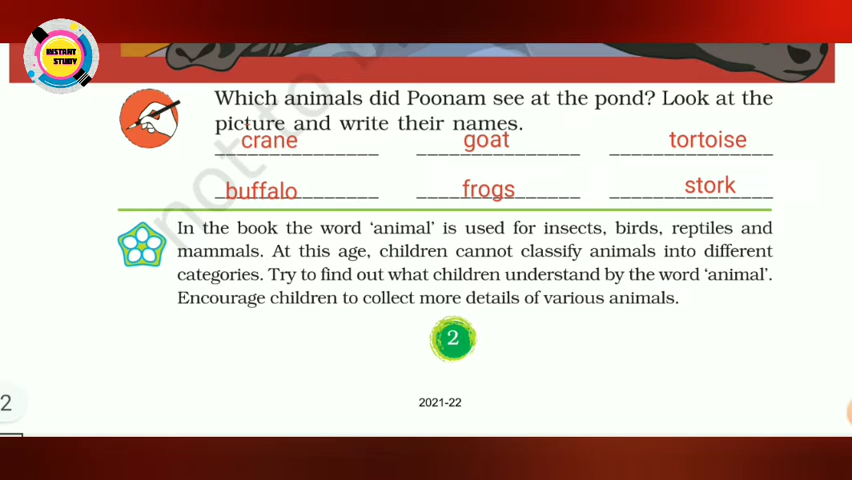 INSTANT
STUDY
Which animals did Poonam see at the pond? Look at the
picture and write their names.
crane goat tortoise
buffalo frogs stork
In the book the word ‘animal’ is used for insects, birds, reptiles and
mammals. At this age, children cannot classify animals into different
categories. Try to find out what children understand by the word ‘animal’.
Encourage children to collect more details of various animals.
2
2021-22
2
not to b